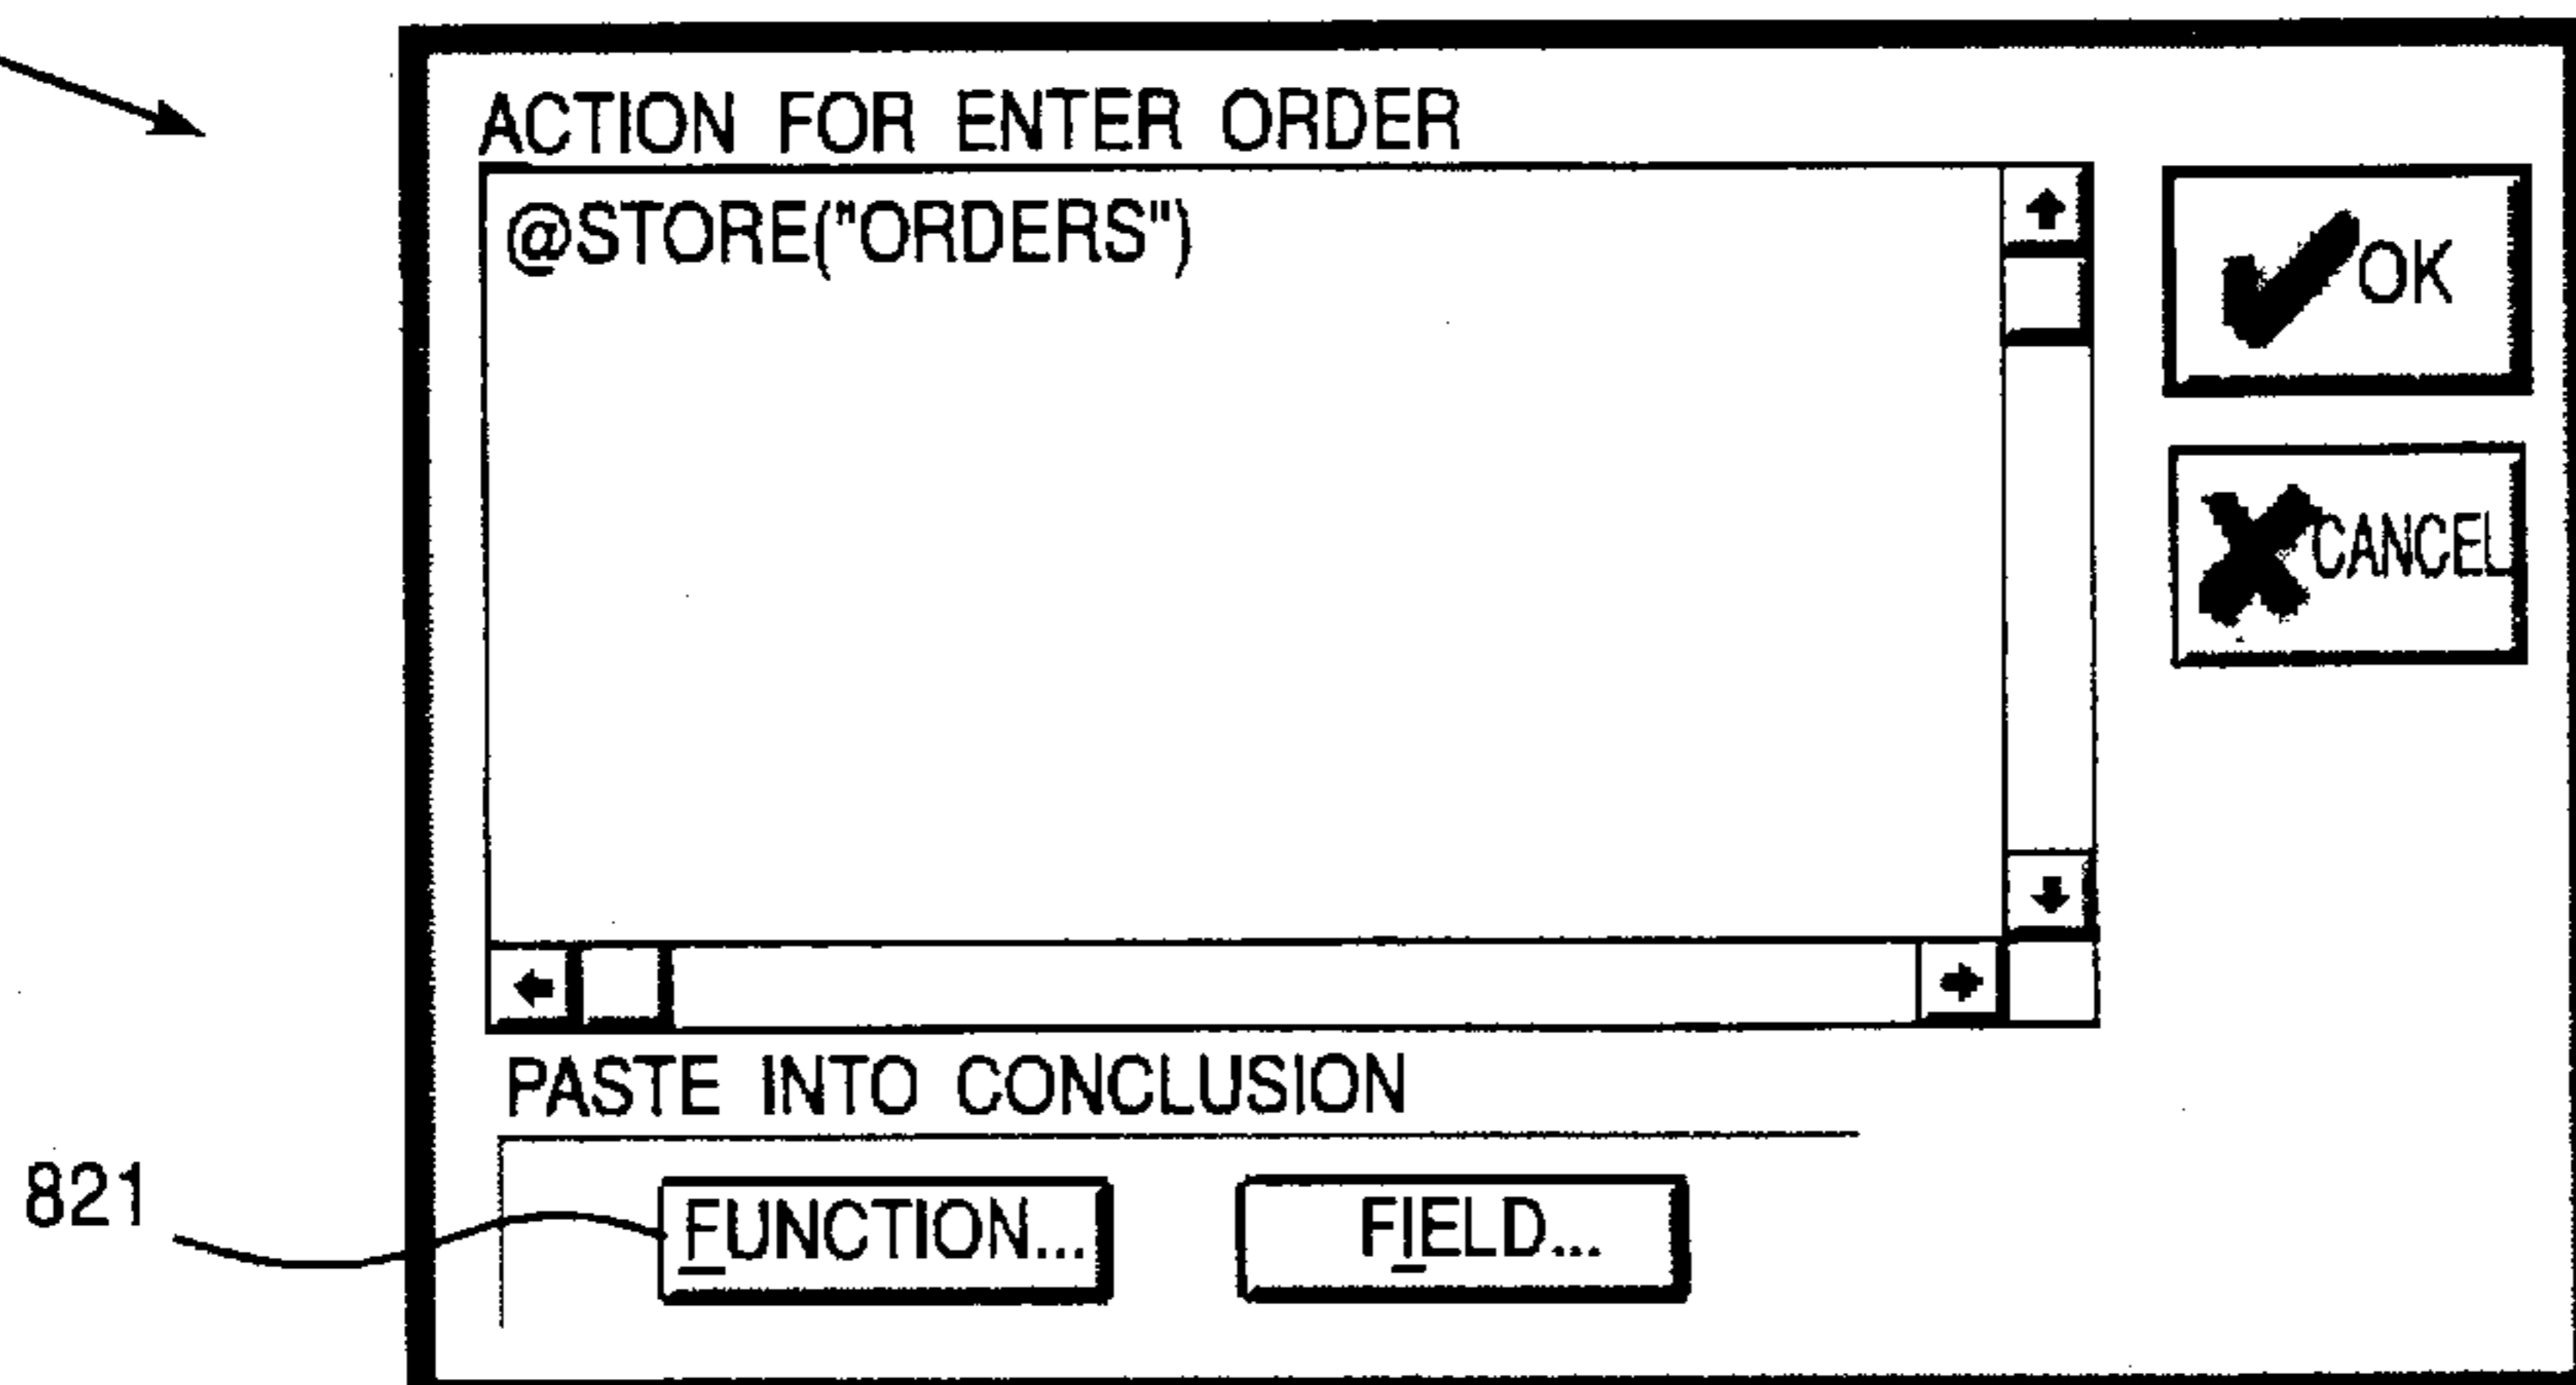 ACTION FOR ENTER ORDER
@STORE("ORDERS")
OK
CANCEL
PASTE INTO CONCLUSION
821
FUNCTION...
FIELD...